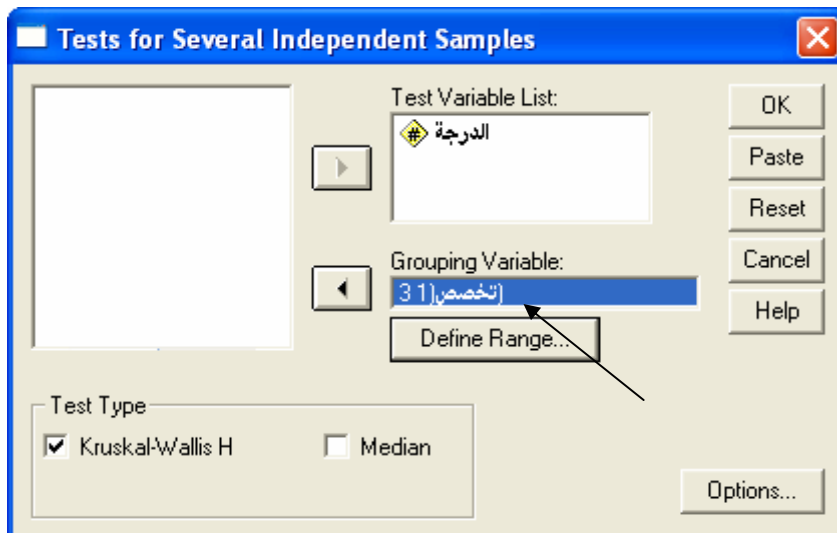 Tests for Several Independent Samples
Test Variable List:
الدرجة
Grouping Variable:
تخصص(1 3)
Define Range...
OK
Paste
Reset
Cancel
Help
Test Type
Kruskal-Wallis H
Median
Options...